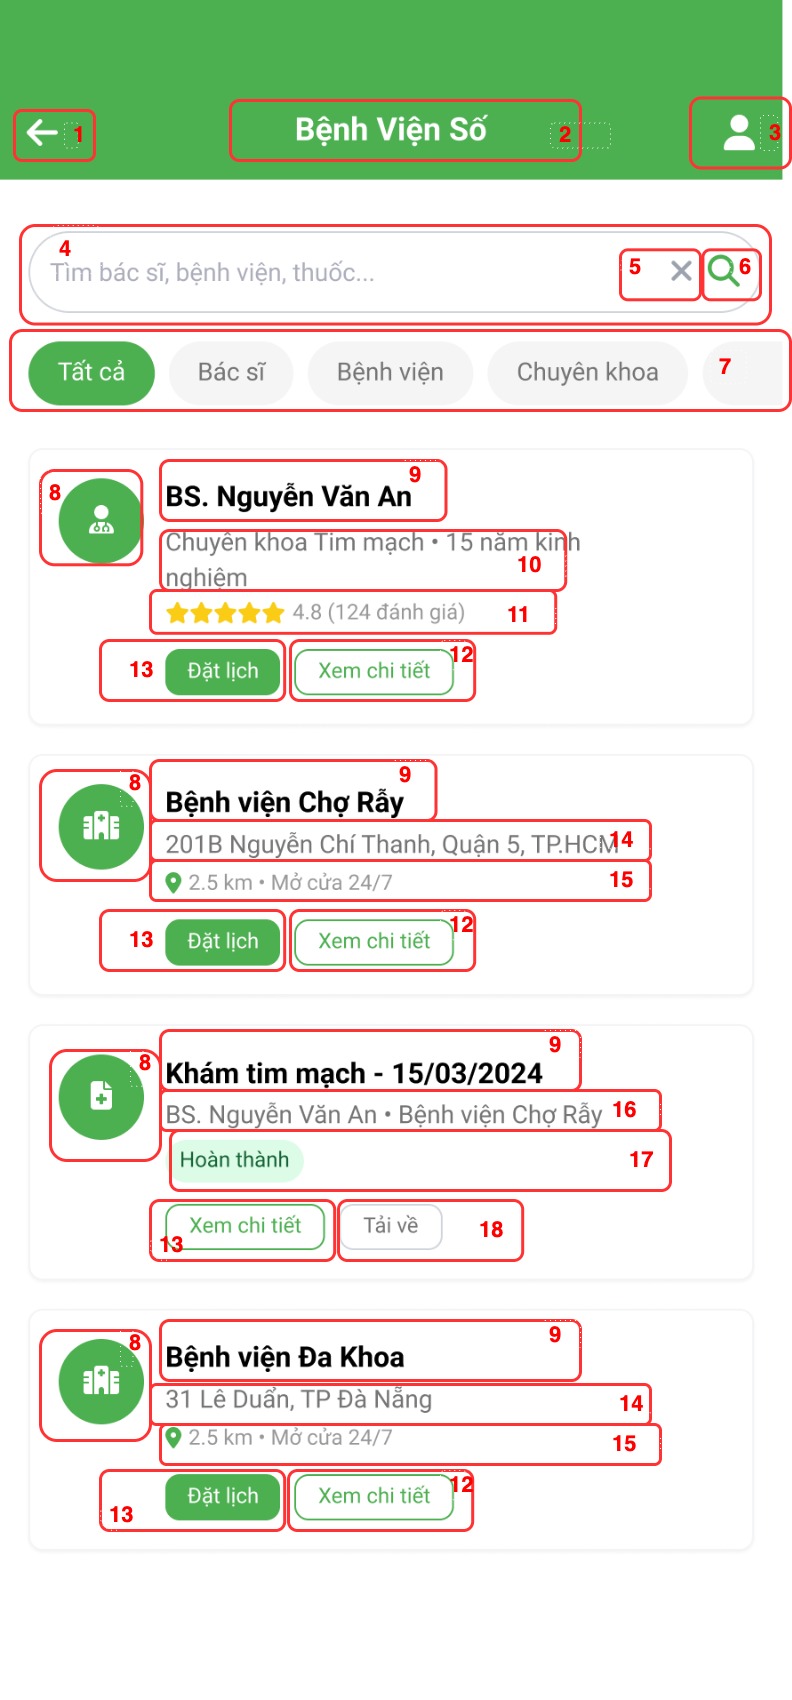 1 Bệnh Viện Số 2 3
4
Tìm bác sĩ, bệnh viện, thuốc... 5 6
Tất cả Bác sĩ Bệnh viện Chuyên khoa 7
8 BS. Nguyễn Văn An 9
Chuyên khoa Tim mạch • 15 năm kinh
nghiệm 10
4.8 (124 đánh giá) 11
13 Đặt lịch Xem chi tiết 12
8 Bệnh viện Chợ Rẫy 9
201B Nguyễn Chí Thanh, Quận 5, TP.HCM 14
2.5 km • Mở cửa 24/7 15
13 Đặt lịch Xem chi tiết 12
8 Khám tim mạch - 15/03/2024 9
BS. Nguyễn Văn An • Bệnh viện Chợ Rẫy 16
Hoàn thành 17
13 Xem chi tiết Tải về 18
8 Bệnh viện Đa Khoa 9
31 Lê Duẩn, TP Đà Nẵng 14
2.5 km • Mở cửa 24/7 15
13 Đặt lịch Xem chi tiết 12